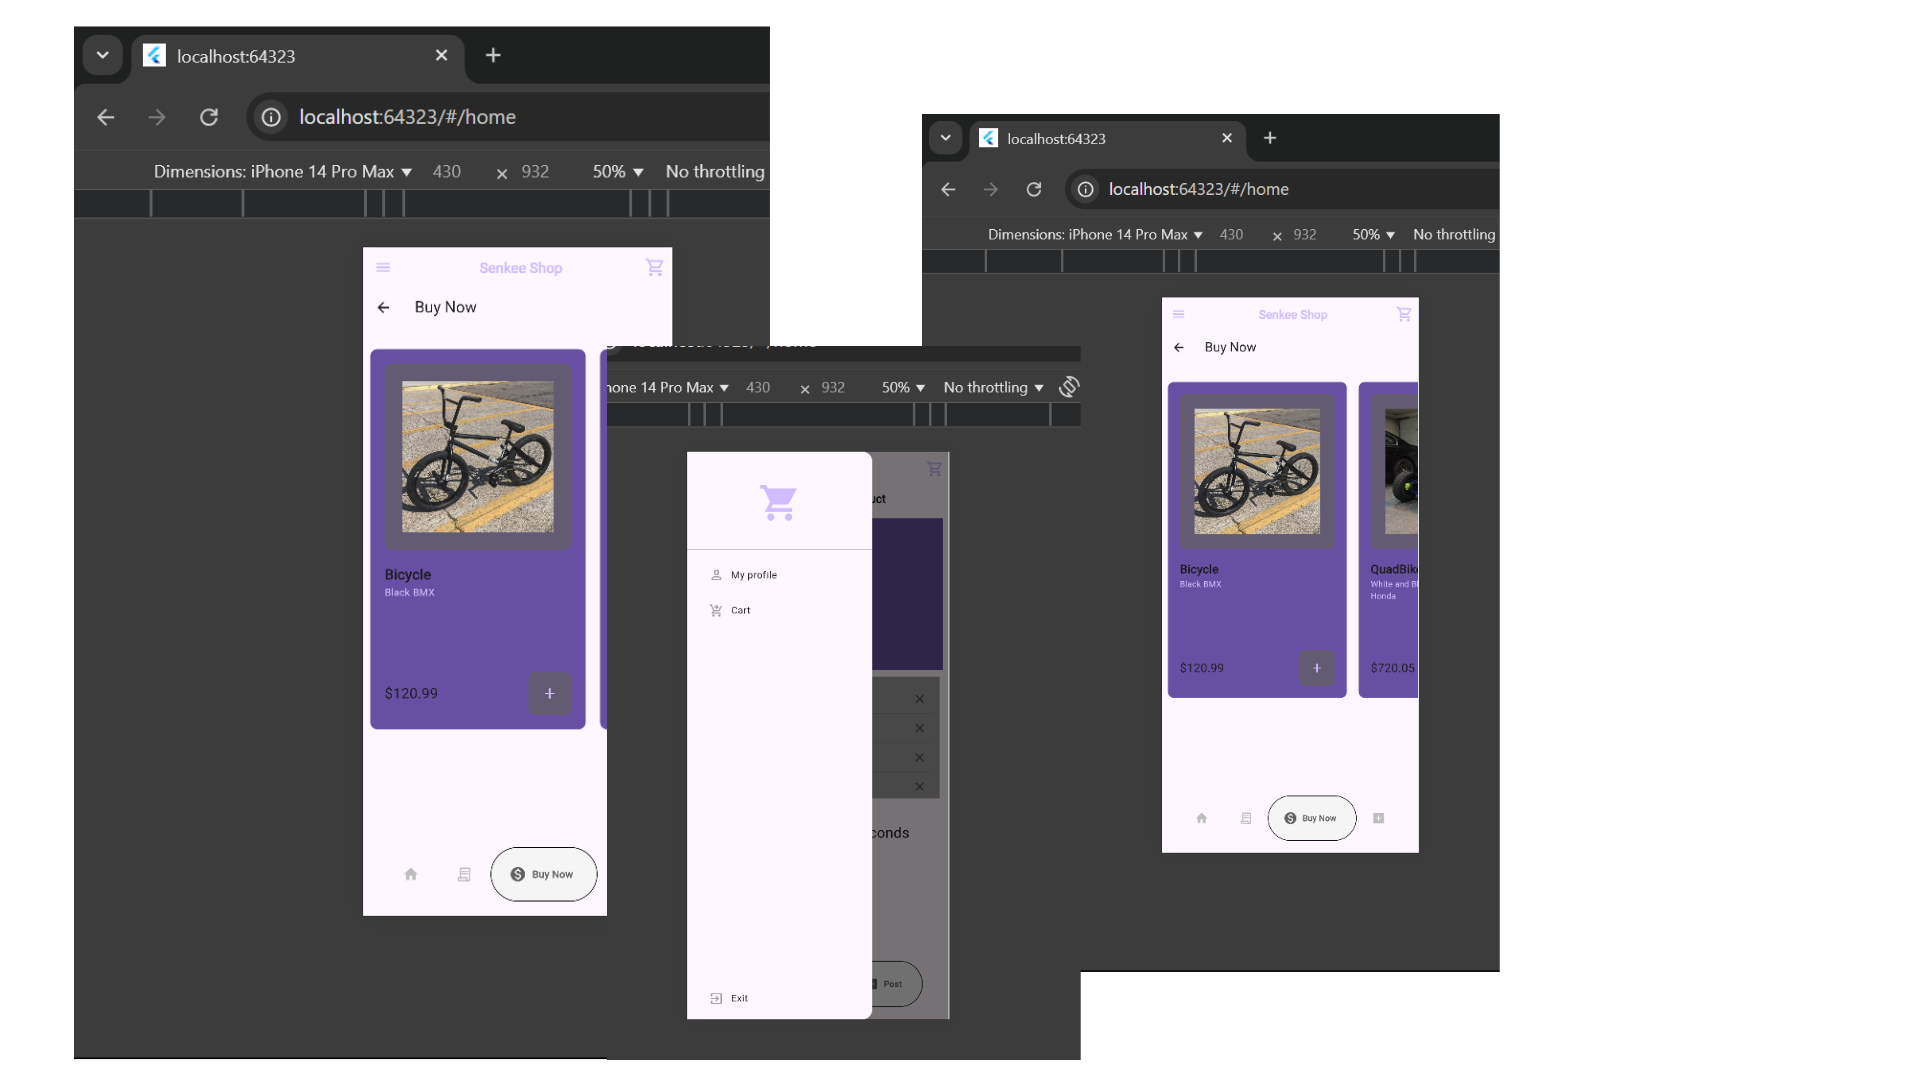 localhost:64323
localhost:64323/#/home
Dimensions: iPhone 14 Pro Max 430 × 932 50% No throttling
Senkee Shop
Buy Now
Bicycle
Black BMX
$120.99
+
Buy Now
14 Pro Max 430 × 932 50% No throttling
My profile
Cart
Exit
Post
localhost:64323
localhost:64323/#/home
Dimensions: iPhone 14 Pro Max 430 × 932 50% No throttling
Senkee Shop
Buy Now
Bicycle
Black BMX
$120.99
+
QuadBik
White and Bl
Honda
$720.05
Buy Now